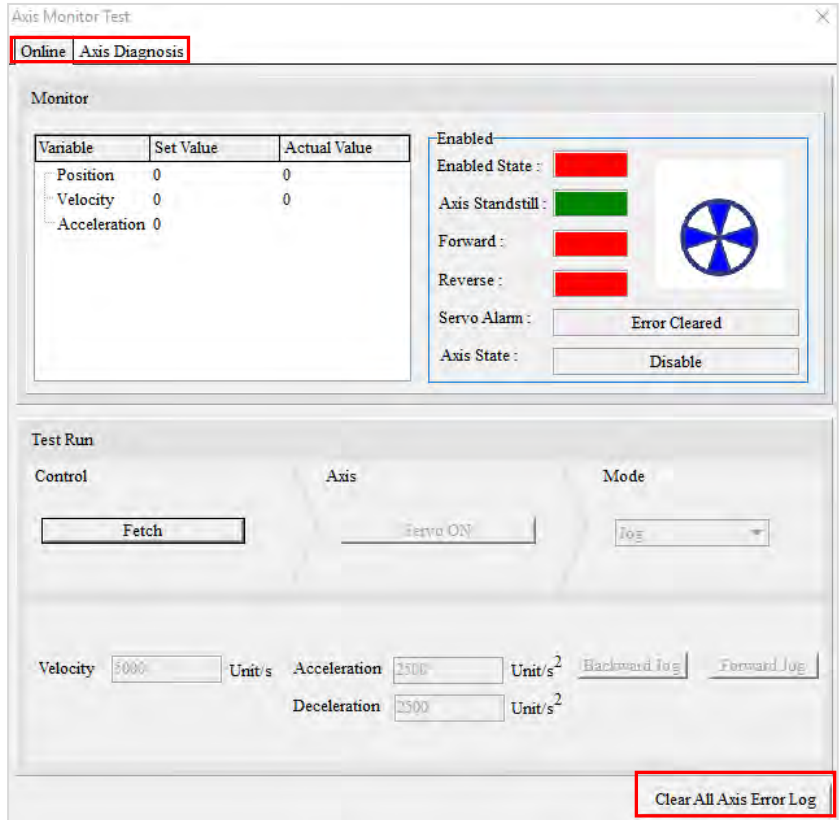 Axis Monitor Test
Online Axis Diagnosis
Monitor
Variable Set Value Actual Value
Position 0 0
Velocity 0 0
Acceleration 0
Enabled
Enabled State :
Axis Standstill :
Forward :
Reverse :
Servo Alarm : Error Cleared
Axis State : Disable
Test Run
Control Axis Mode
Fetch Servo ON Jog
Velocity 5000 Unit/s Acceleration 2500 Unit/s² Backward Jog Forward Jog
Deceleration 2500 Unit/s²
Clear All Axis Error Log